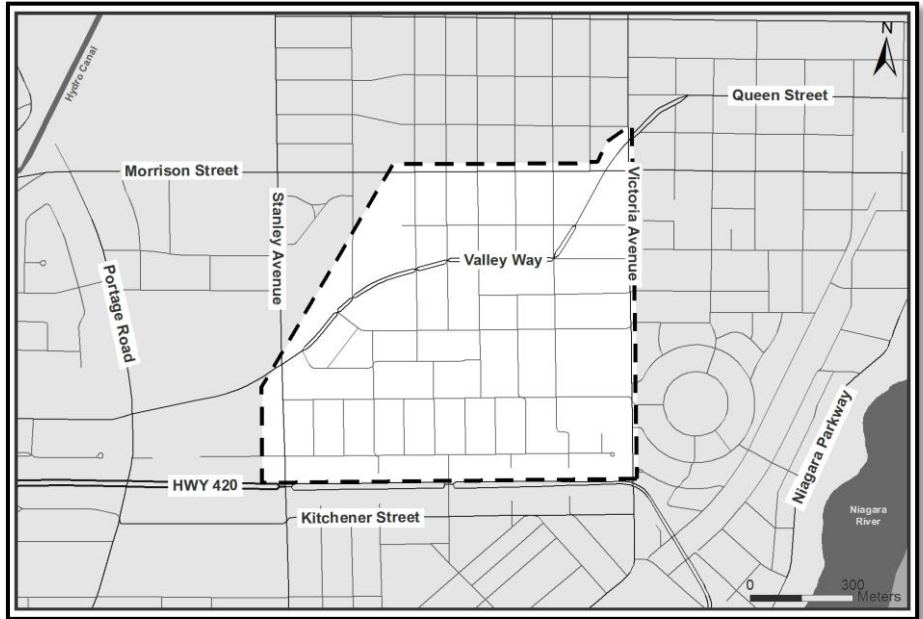 N
Hydro Canal
Queen Street
Morrison Street
Stanley Avenue
Victoria Avenue
Valley Way
Portage Road
HWY 420
Niagara Parkway
Kitchener Street
Niagara
River
0 300
Meters